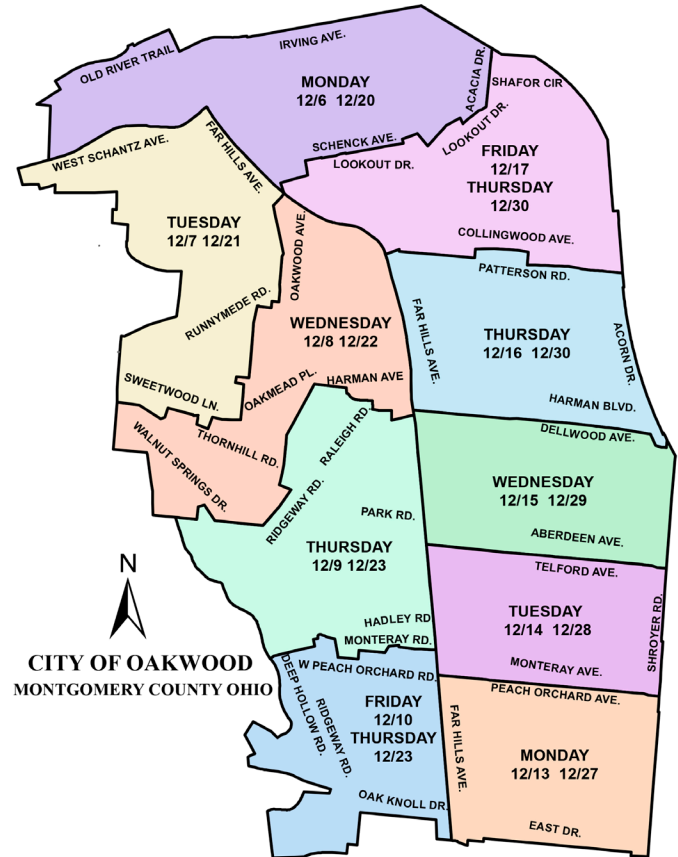 OLD RIVER TRAIL
IRVING AVE.
MONDAY
12/6 12/20
ACACIA DR.
SHAFOR CIR
LOOKOUT DR.
SCHENCK AVE.
LOOKOUT DR.
WEST SCHANTZ AVE.
FAR HILLS AVE.
FRIDAY
12/17
THURSDAY
12/30
COLLINGWOOD AVE.
TUESDAY
12/7 12/21
OAKWOOD AVE.
RUNNYMEDE RD.
SWEETWOOD LN.
PATTERSON RD.
FAR HILLS AVE.
THURSDAY
12/16 12/30
ACORN DR.
HARMAN BLVD.
WEDNESDAY
12/8 12/22
OAKMEAD PL.
HARMAN AVE
THORNHILL RD.
WALNUT SPRINGS DR.
RALEIGH RD.
RIDGEWAY RD.
PARK RD.
THURSDAY
12/9 12/23
HADLEY RD
MONTERAY RD.
DELLWOOD AVE.
WEDNESDAY
12/15 12/29
ABERDEEN AVE.
TELFORD AVE.
TUESDAY
12/14 12/28
SHROYER RD.
MONTERAY AVE.
N
CITY OF OAKWOOD
MONTGOMERY COUNTY OHIO
W PEACH ORCHARD RD.
DEEP HOLLOW RD.
RIDGEWAY RD.
FRIDAY
12/10
THURSDAY
12/23
OAK KNOLL DR.
PEACH ORCHARD AVE.
FAR HILLS AVE.
MONDAY
12/13 12/27
EAST DR.